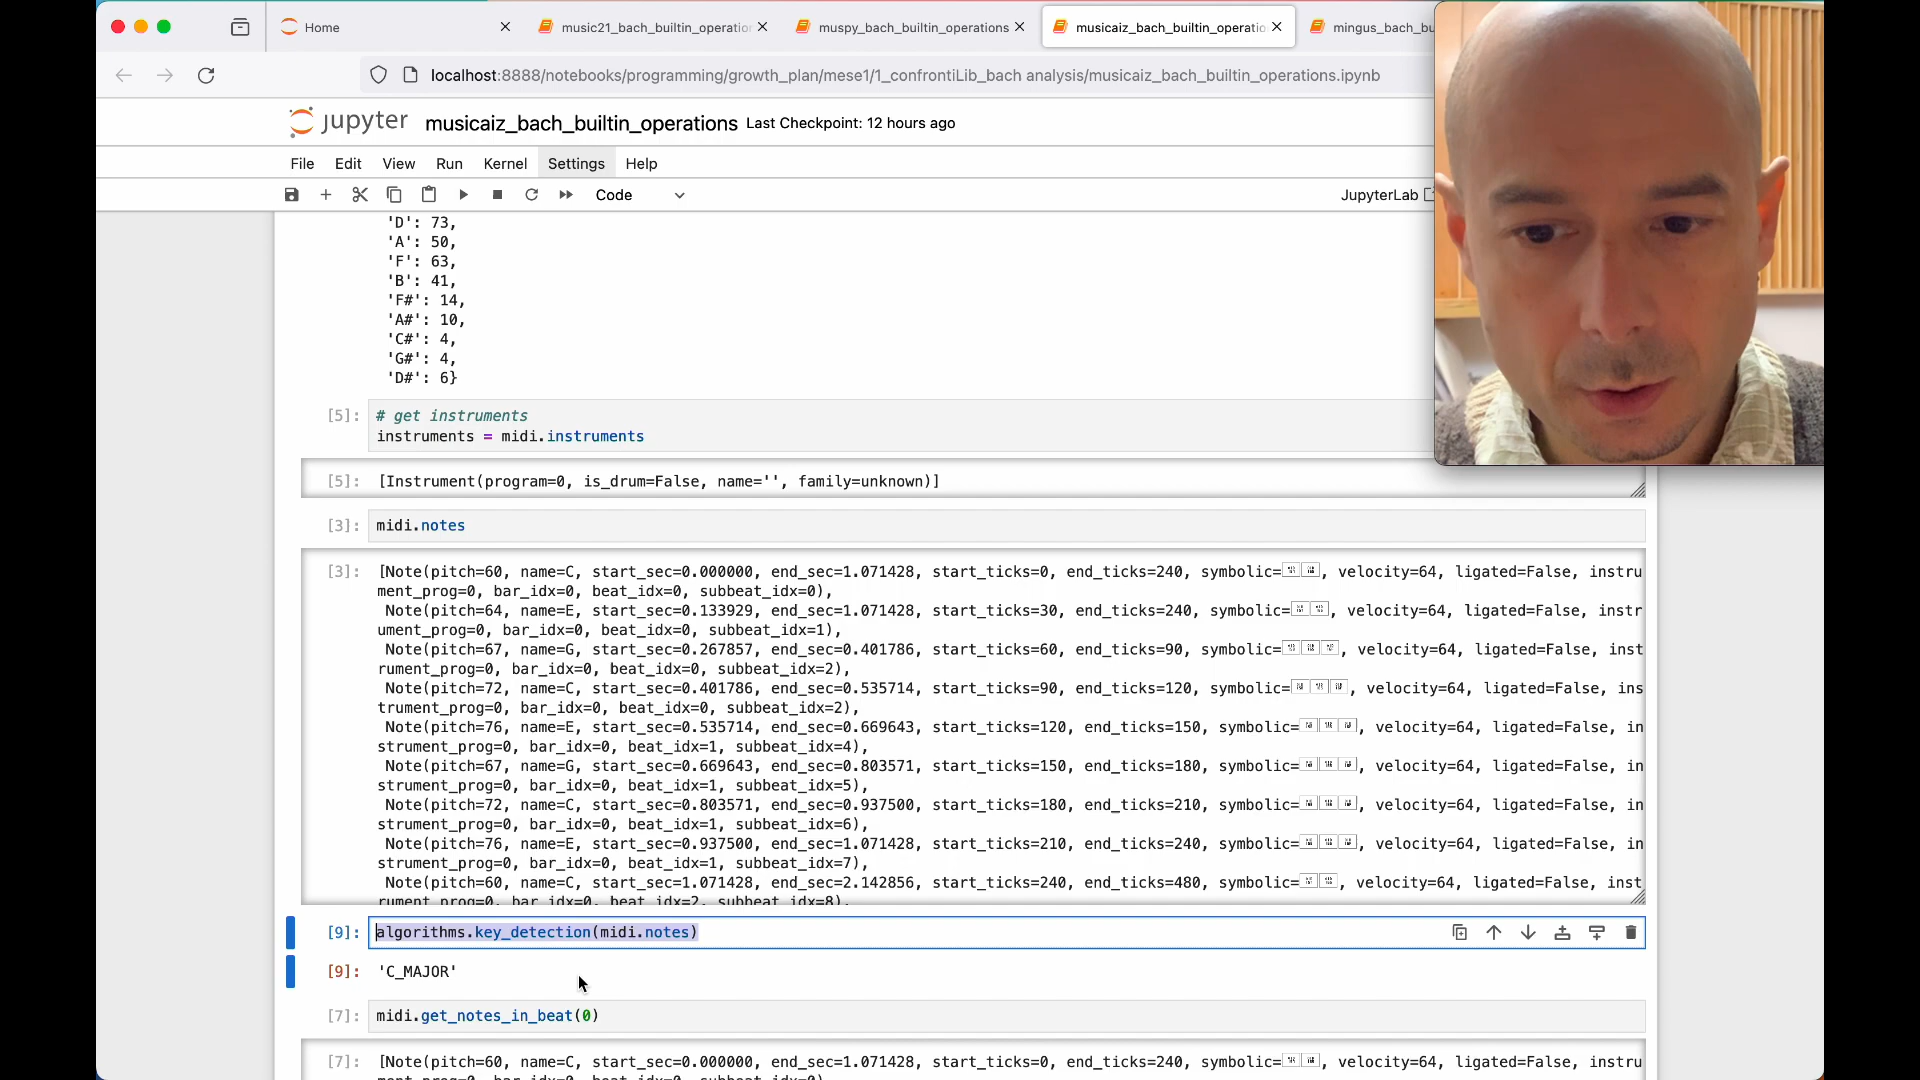 Home
music21_bach_builtin_operation
muspy_bach_builtin_operations
musicaiz_bach_builtin_operatio
mingus_bach_bu
localhost:8888/notebooks/programming/growth_plan/mese1/1_confrontiLib_bach analysis/musicaiz_bach_builtin_operations.ipynb
jupyter musicaiz_bach_builtin_operations Last Checkpoint: 12 hours ago
File Edit View Run Kernel Settings Help
Code
JupyterLab
'D': 73,
'A': 50,
'F': 63,
'B': 41,
'F#': 14,
'A#': 10,
'C#': 4,
'G#': 4,
'D#': 6}
[5]: # get instruments
instruments = midi.instruments
[5]: [Instrument(program=0, is_drum=False, name='', family=unknown)]
[3]: midi.notes
[3]: [Note(pitch=60, name=C, start_sec=0.000000, end_sec=1.071428, start_ticks=0, end_ticks=240, symbolic=, velocity=64, ligated=False, instru
ment_prog=0, bar_idx=0, beat_idx=0, subbeat_idx=0),
Note(pitch=64, name=E, start_sec=0.133929, end_sec=1.071428, start_ticks=30, end_ticks=240, symbolic=, velocity=64, ligated=False, instr
ument_prog=0, bar_idx=0, beat_idx=0, subbeat_idx=1),
Note(pitch=67, name=G, start_sec=0.267857, end_sec=0.401786, start_ticks=60, end_ticks=90, symbolic=, velocity=64, ligated=False, inst
rument_prog=0, bar_idx=0, beat_idx=0, subbeat_idx=2),
Note(pitch=72, name=C, start_sec=0.401786, end_sec=0.535714, start_ticks=90, end_ticks=120, symbolic=, velocity=64, ligated=False, ins
trument_prog=0, bar_idx=0, beat_idx=0, subbeat_idx=2),
Note(pitch=76, name=E, start_sec=0.535714, end_sec=0.669643, start_ticks=120, end_ticks=150, symbolic=, velocity=64, ligated=False, in
strument_prog=0, bar_idx=0, beat_idx=1, subbeat_idx=4),
Note(pitch=67, name=G, start_sec=0.669643, end_sec=0.803571, start_ticks=150, end_ticks=180, symbolic=, velocity=64, ligated=False, in
strument_prog=0, bar_idx=0, beat_idx=1, subbeat_idx=5),
Note(pitch=72, name=C, start_sec=0.803571, end_sec=0.937500, start_ticks=180, end_ticks=210, symbolic=, velocity=64, ligated=False, in
strument_prog=0, bar_idx=0, beat_idx=1, subbeat_idx=6),
Note(pitch=76, name=E, start_sec=0.937500, end_sec=1.071428, start_ticks=210, end_ticks=240, symbolic=, velocity=64, ligated=False, in
strument_prog=0, bar_idx=0, beat_idx=1, subbeat_idx=7),
Note(pitch=60, name=C, start_sec=1.071428, end_sec=2.142856, start_ticks=240, end_ticks=480, symbolic=, velocity=64, ligated=False, inst
rument_prog=0, bar_idx=0, beat_idx=2, subbeat_idx=8),
[9]: algorithms.key_detection(midi.notes)
[9]: 'C_MAJOR'
[7]: midi.get_notes_in_beat(0)
[7]: [Note(pitch=60, name=C, start_sec=0.000000, end_sec=1.071428, start_ticks=0, end_ticks=240, symbolic=, velocity=64, ligated=False, instru
ment_prog=0, bar_idx=0, beat_idx=0, subbeat_idx=0),